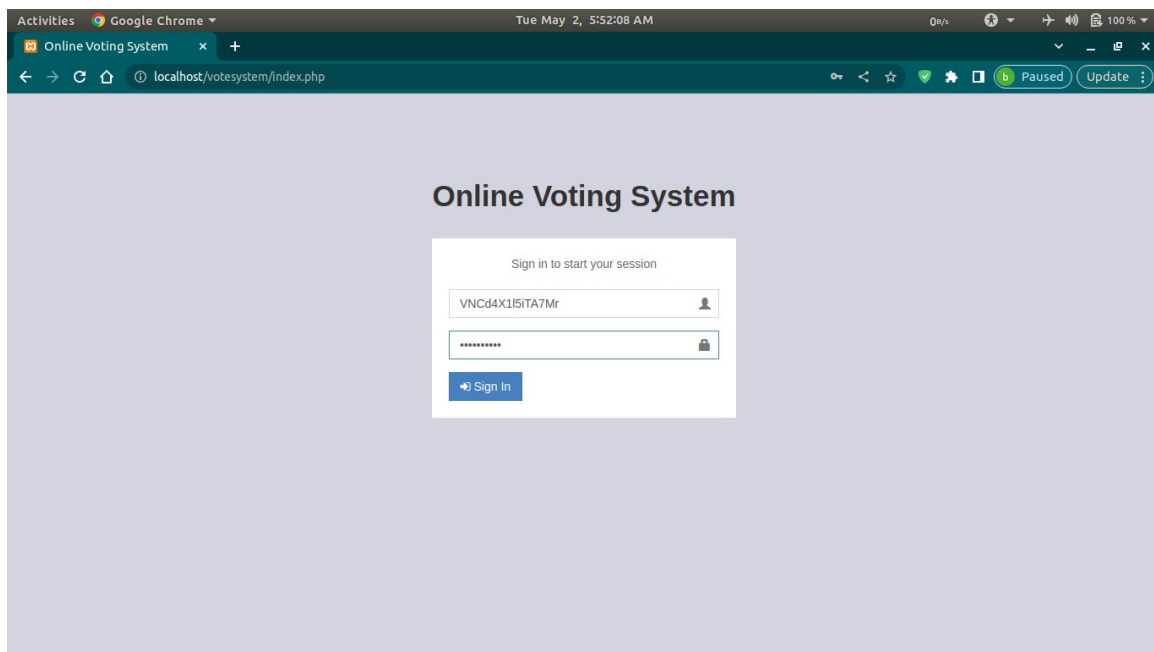 Activities Google Chrome Tue May 2, 5:52:08 AM 0B/s 100 %
Online Voting System
localhost/votesystem/index.php b Paused Update
Online Voting System
Sign in to start your session
VNCd4X1l5iTA7Mr
••••••••••
Sign In